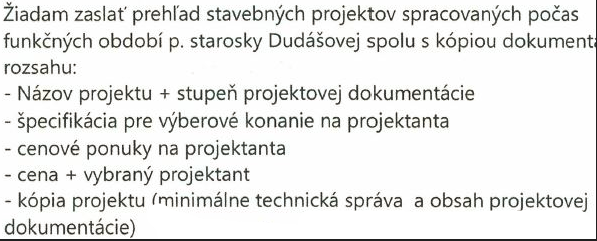 Žiadam zaslať prehľad stavebných projektov spracovaných počas
funkčných období p. starosky Dudášovej spolu s kópiou dokument
rozsahu:
- Názov projektu + stupeň projektovej dokumentácie
- špecifikácia pre výberové konanie na projektanta
- cenové ponuky na projektanta
- cena + vybraný projektant
- kópia projektu (minimálne technická správa a obsah projektovej
dokumentácie)